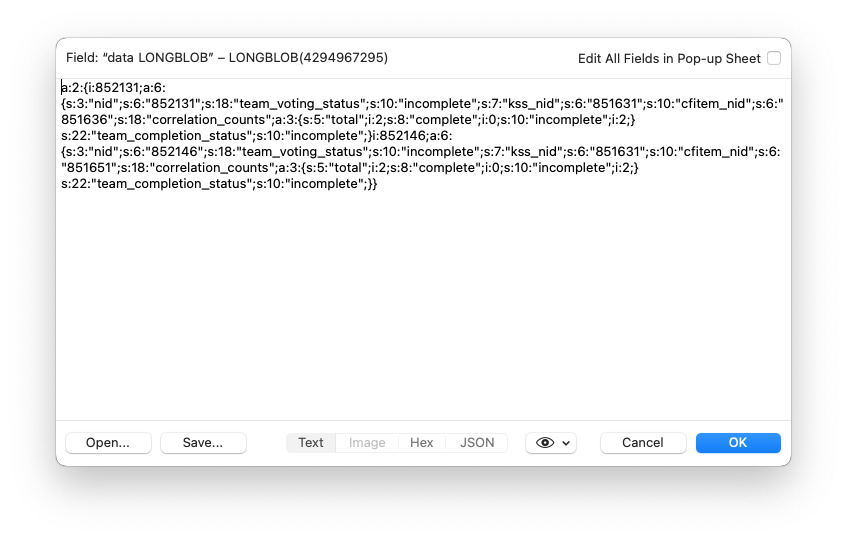 Field: “data LONGBLOB” – LONGBLOB(4294967295)
Edit All Fields in Pop-up Sheet
a:2:{i:852131;a:6:
{s:3:"nid";s:6:"852131";s:18:"team_voting_status";s:10:"incomplete";s:7:"kss_nid";s:6:"851631";s:10:"cfitem_nid";s:6:"
851636";s:18:"correlation_counts";a:3:{s:5:"total";i:2;s:8:"complete";i:0;s:10:"incomplete";i:2;}
s:22:"team_completion_status";s:10:"incomplete";}i:852146;a:6:
{s:3:"nid";s:6:"852146";s:18:"team_voting_status";s:10:"incomplete";s:7:"kss_nid";s:6:"851631";s:10:"cfitem_nid";s:6:
"851651";s:18:"correlation_counts";a:3:{s:5:"total";i:2;s:8:"complete";i:0;s:10:"incomplete";i:2;}
s:22:"team_completion_status";s:10:"incomplete";}}
Open...
Save...
Text
Image
Hex
JSON
Cancel
OK